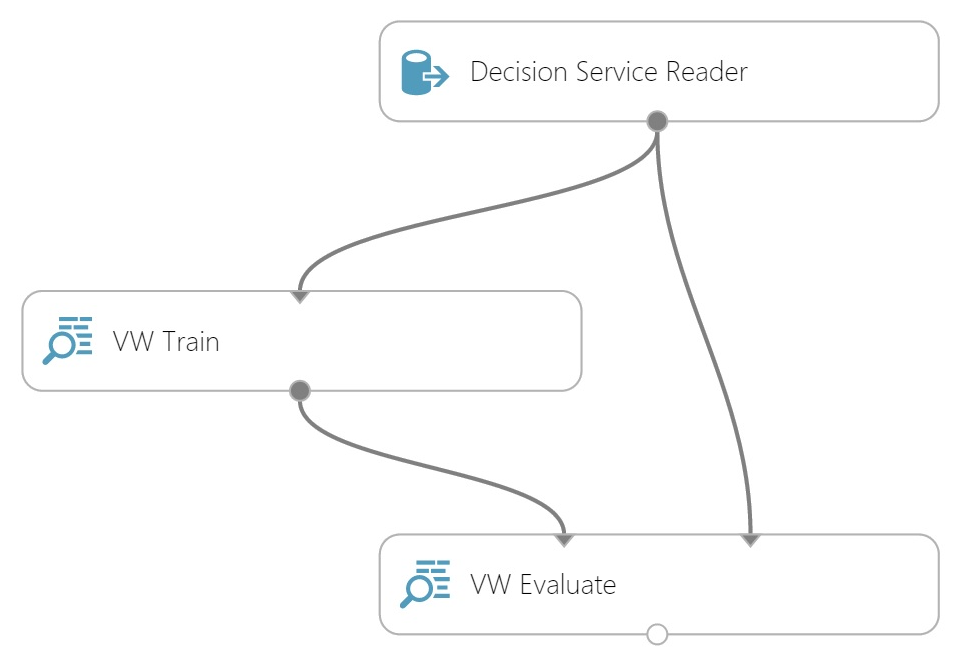 Decision Service Reader
VW Train
VW Evaluate